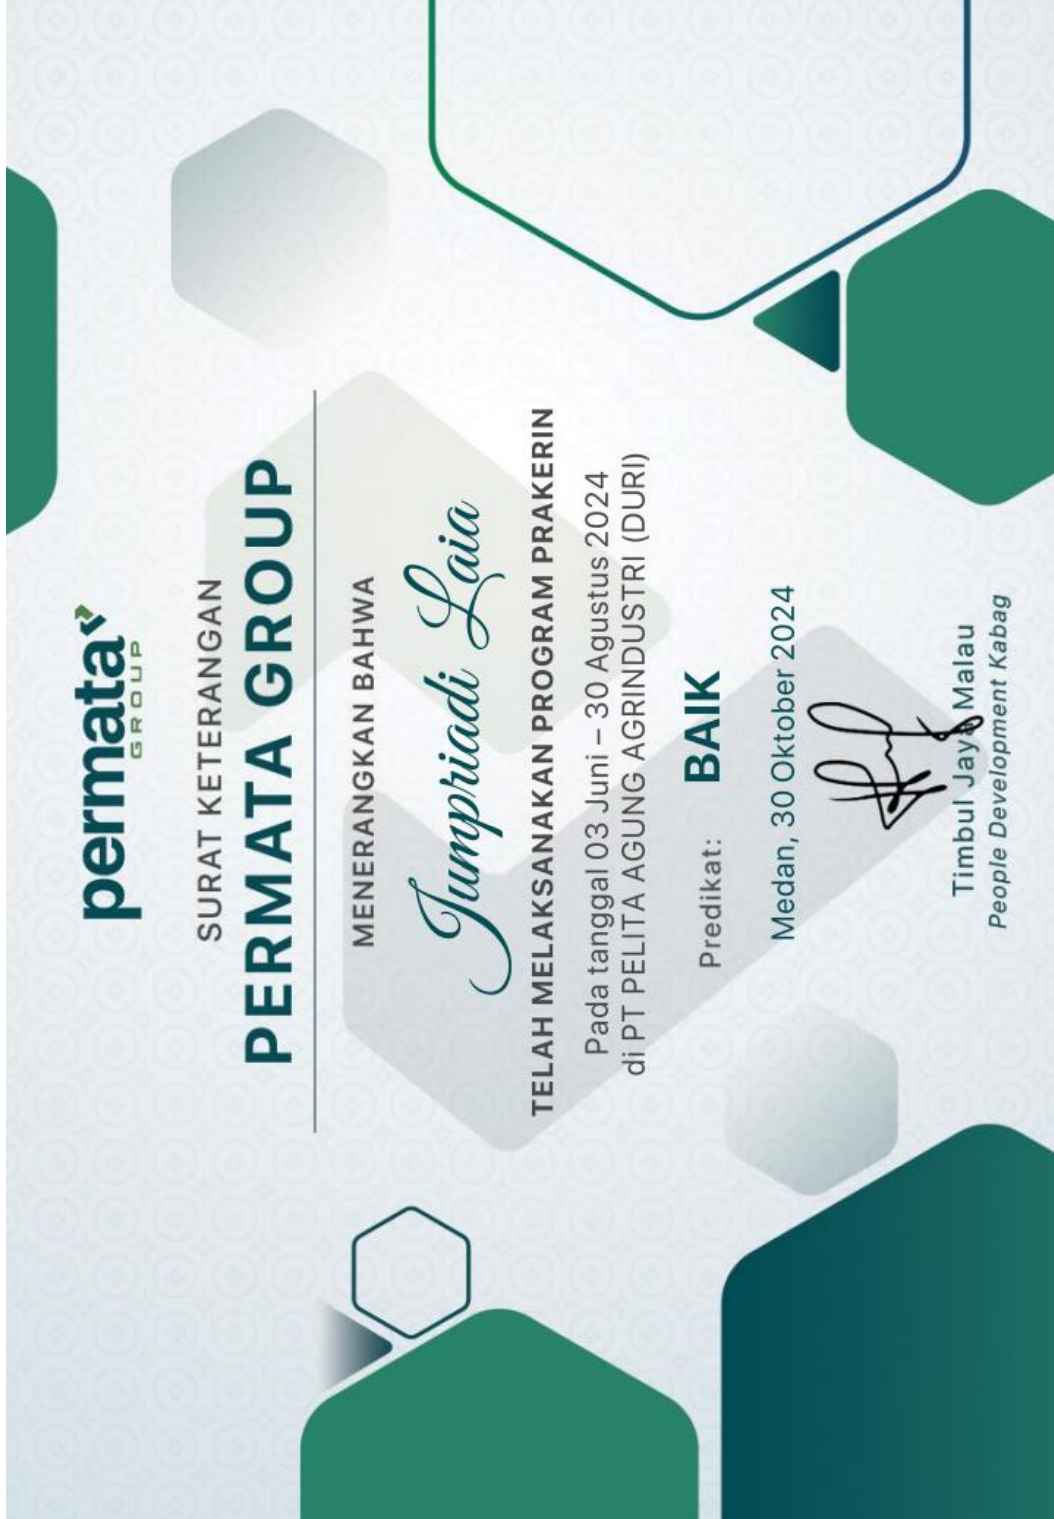 permata
GROUP
SURAT KETERANGAN
PERMATA GROUP
MENERANGKAN BAHWA
Jumpriadi Laia
TELAH MELAKSANAKAN PROGRAM PRAKERIN
Pada tanggal 03 Juni – 30 Agustus 2024
di PT PELITA AGUNG AGRINDUSTRI (DURI)
Predikat: BAIK
Medan, 30 Oktober 2024
Timbul Jaya Malau
People Development Kabag